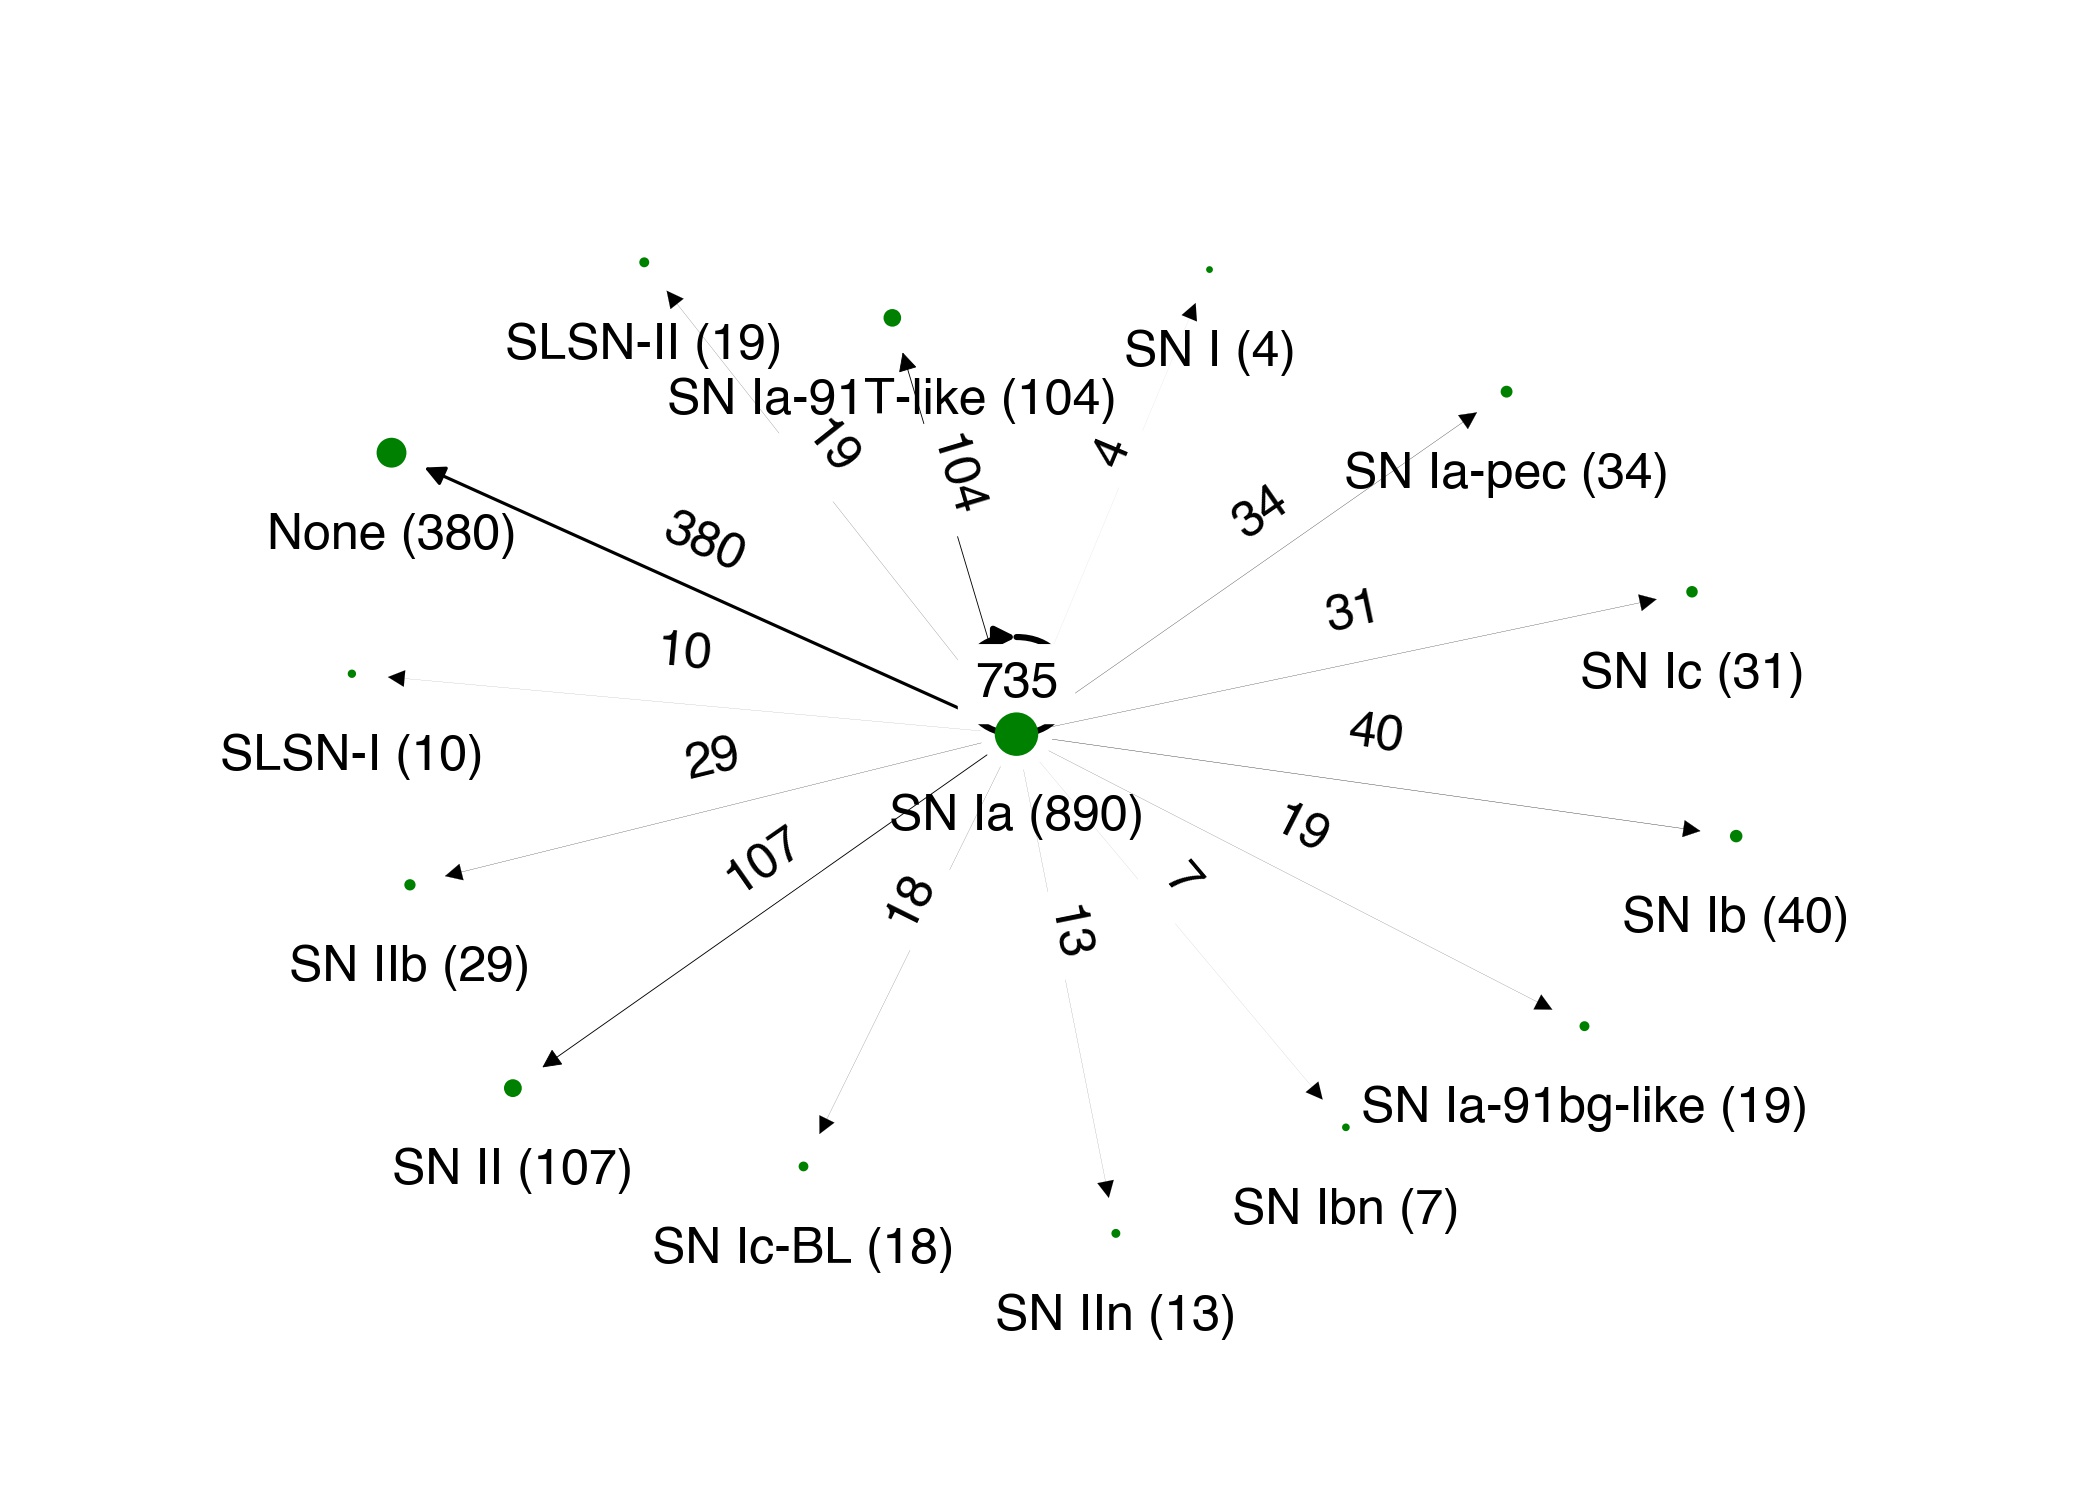 SLSN-II (19)
SN I (4)
SN Ia-91T-like (104)
19
104
4
SN Ia-pec (34)
34
None (380)
380
31
10
SN Ic (31)
735
40
SLSN-I (10)
29
SN Ia (890)
19
107
7
18
SN Ib (40)
13
SN IIb (29)
SN Ia-91bg-like (19)
SN II (107)
SN Ibn (7)
SN Ic-BL (18)
SN IIn (13)